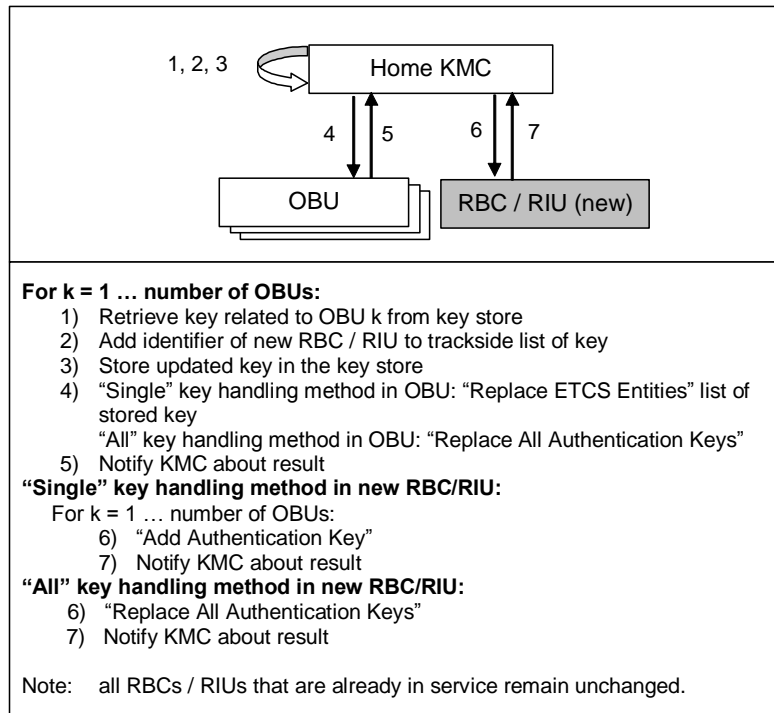 1, 2, 3
Home KMC
4
5
6
7
OBU
RBC / RIU (new)
For k = 1 … number of OBUs:
1) Retrieve key related to OBU k from key store
2) Add identifier of new RBC / RIU to trackside list of key
3) Store updated key in the key store
4) “Single” key handling method in OBU: “Replace ETCS Entities” list of
stored key
“All” key handling method in OBU: “Replace All Authentication Keys”
5) Notify KMC about result
“Single” key handling method in new RBC/RIU:
For k = 1 … number of OBUs:
6) “Add Authentication Key”
7) Notify KMC about result
“All” key handling method in new RBC/RIU:
6) “Replace All Authentication Keys”
7) Notify KMC about result
Note: all RBCs / RIUs that are already in service remain unchanged.